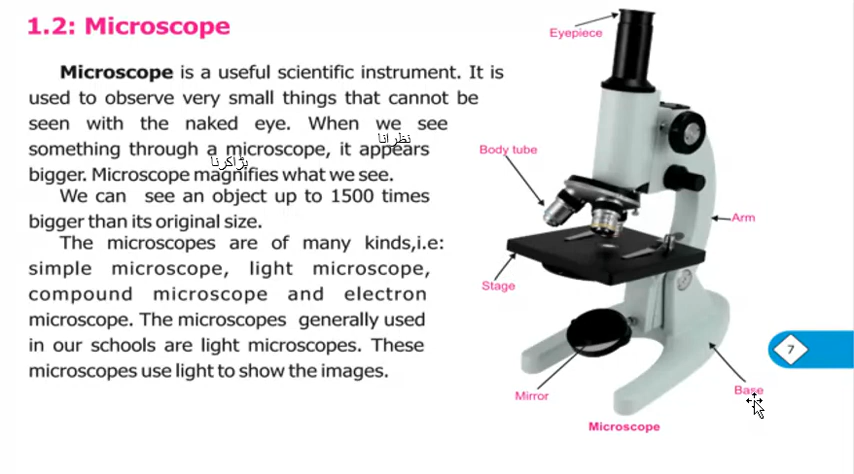 1.2: Microscope
Microscope is a useful scientific instrument. It is
used to observe very small things that cannot be
seen with the naked eye. When we see
نظر انا
something through a microscope, it appears
بڑا کرنا
bigger. Microscope magnifies what we see.
We can see an object up to 1500 times
bigger than its original size.
The microscopes are of many kinds,i.e:
simple microscope, light microscope,
compound microscope and electron
microscope. The microscopes generally used
in our schools are light microscopes. These
microscopes use light to show the images.
Eyepiece
Body tube
Arm
Stage
Mirror
Base
Microscope
7